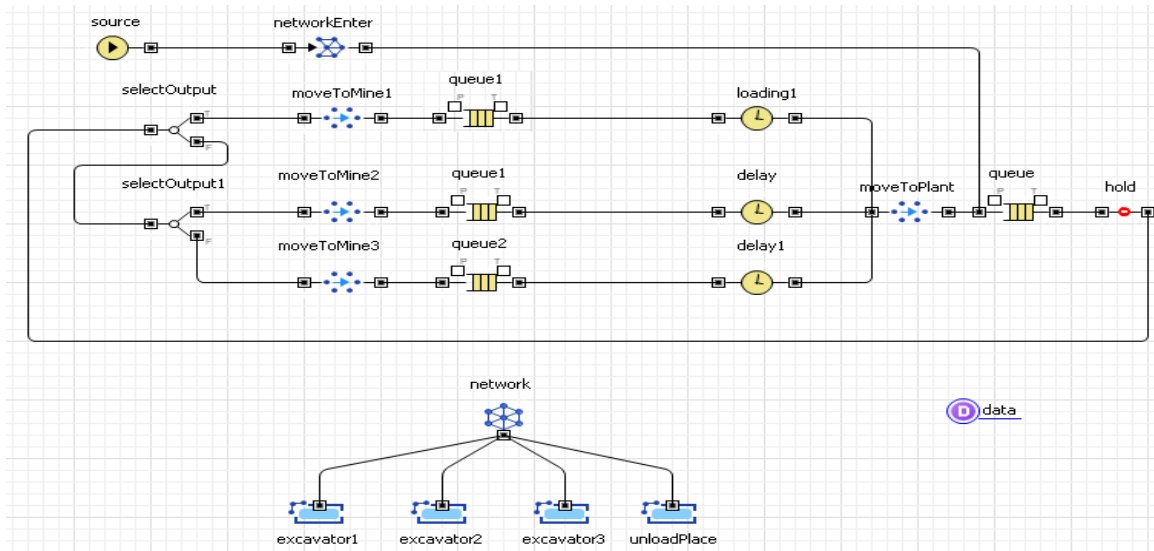 source
networkEnter
selectOutput
T
F
moveToMine1
queue1
P T
loading1
selectOutput1
T
F
moveToMine2
queue1
P T
delay
moveToPlant
queue
P T
hold
moveToMine3
queue2
P T
delay1
network
D data
excavator1 excavator2 excavator3 unloadPlace